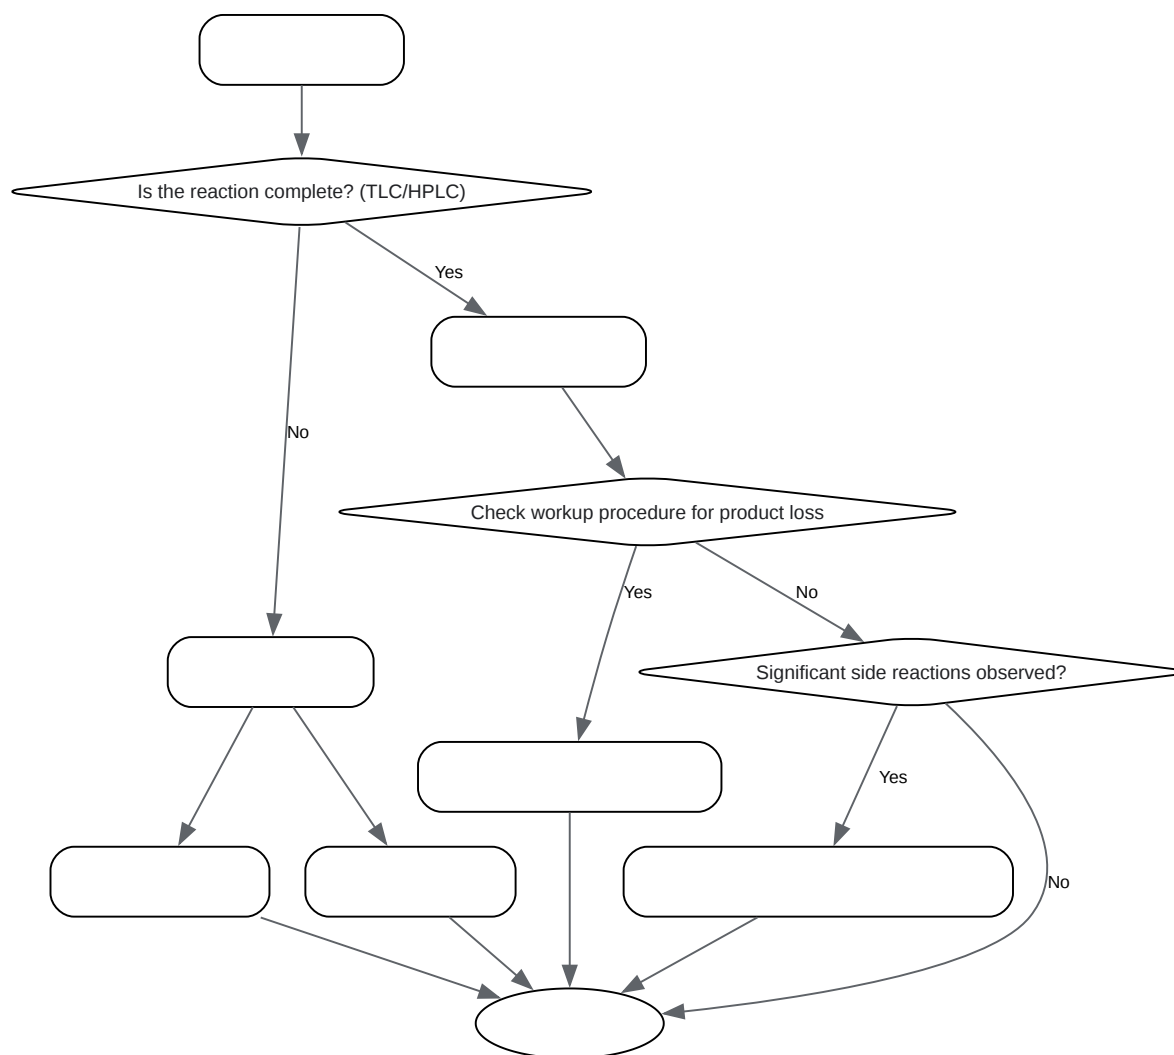 Is the reaction complete? (TLC/HPLC)
Yes
No
Check workup procedure for product loss
Yes
No
Significant side reactions observed?
Yes
No